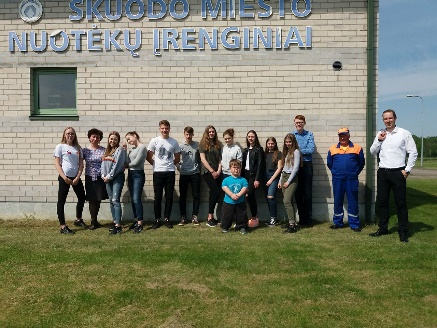 SKUODO MIESTO
NUOTĖKŲ ĮRENGINIAI